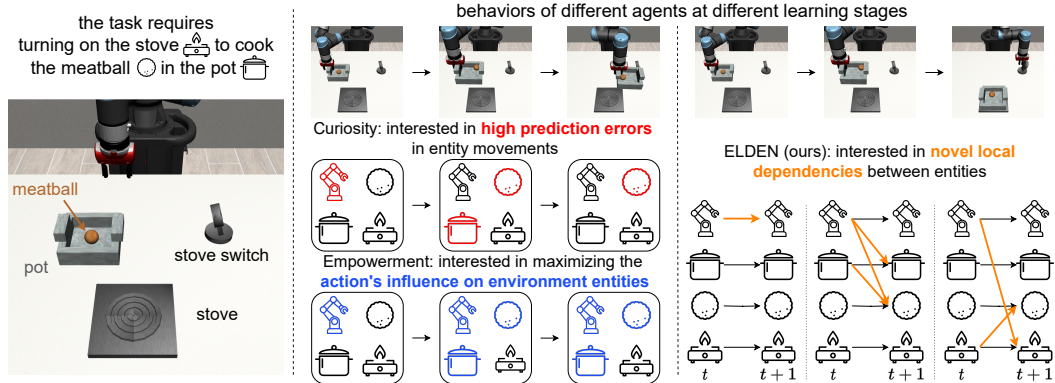 the task requires
turning on the stove to cook
the meatball in the pot
meatball
pot
stove switch
stove
behaviors of different agents at different learning stages
Curiosity: interested in high prediction errors
in entity movements
Empowerment: interested in maximizing the
action's influence on environment entities
ELDEN (ours): interested in novel local
dependencies between entities
t
t + 1
t
t + 1
t
t + 1